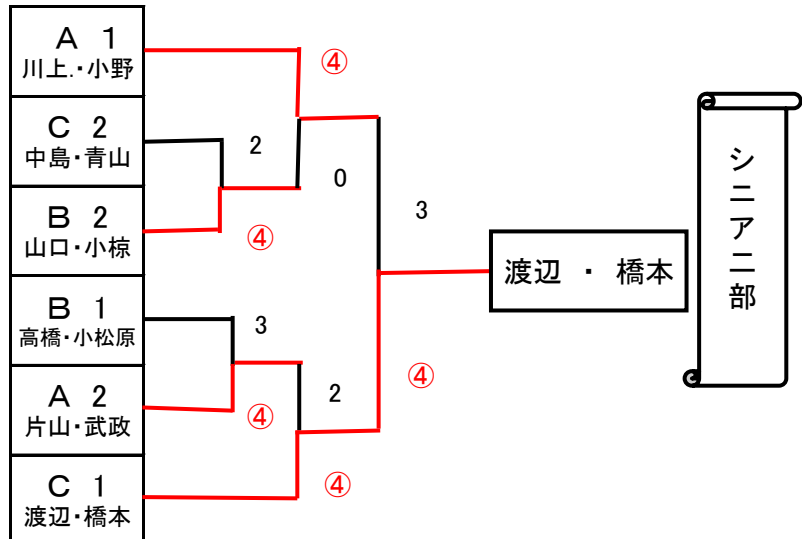 A 1
川上.・小野
④
C 2
中島・青山
2
0
B 2
山口・小椋
④
3
渡辺 ・ 橋本
シニア二部
B 1
高橋・小松原
3
A 2
片山・武政
④
2
④
C 1
渡辺・橋本
④